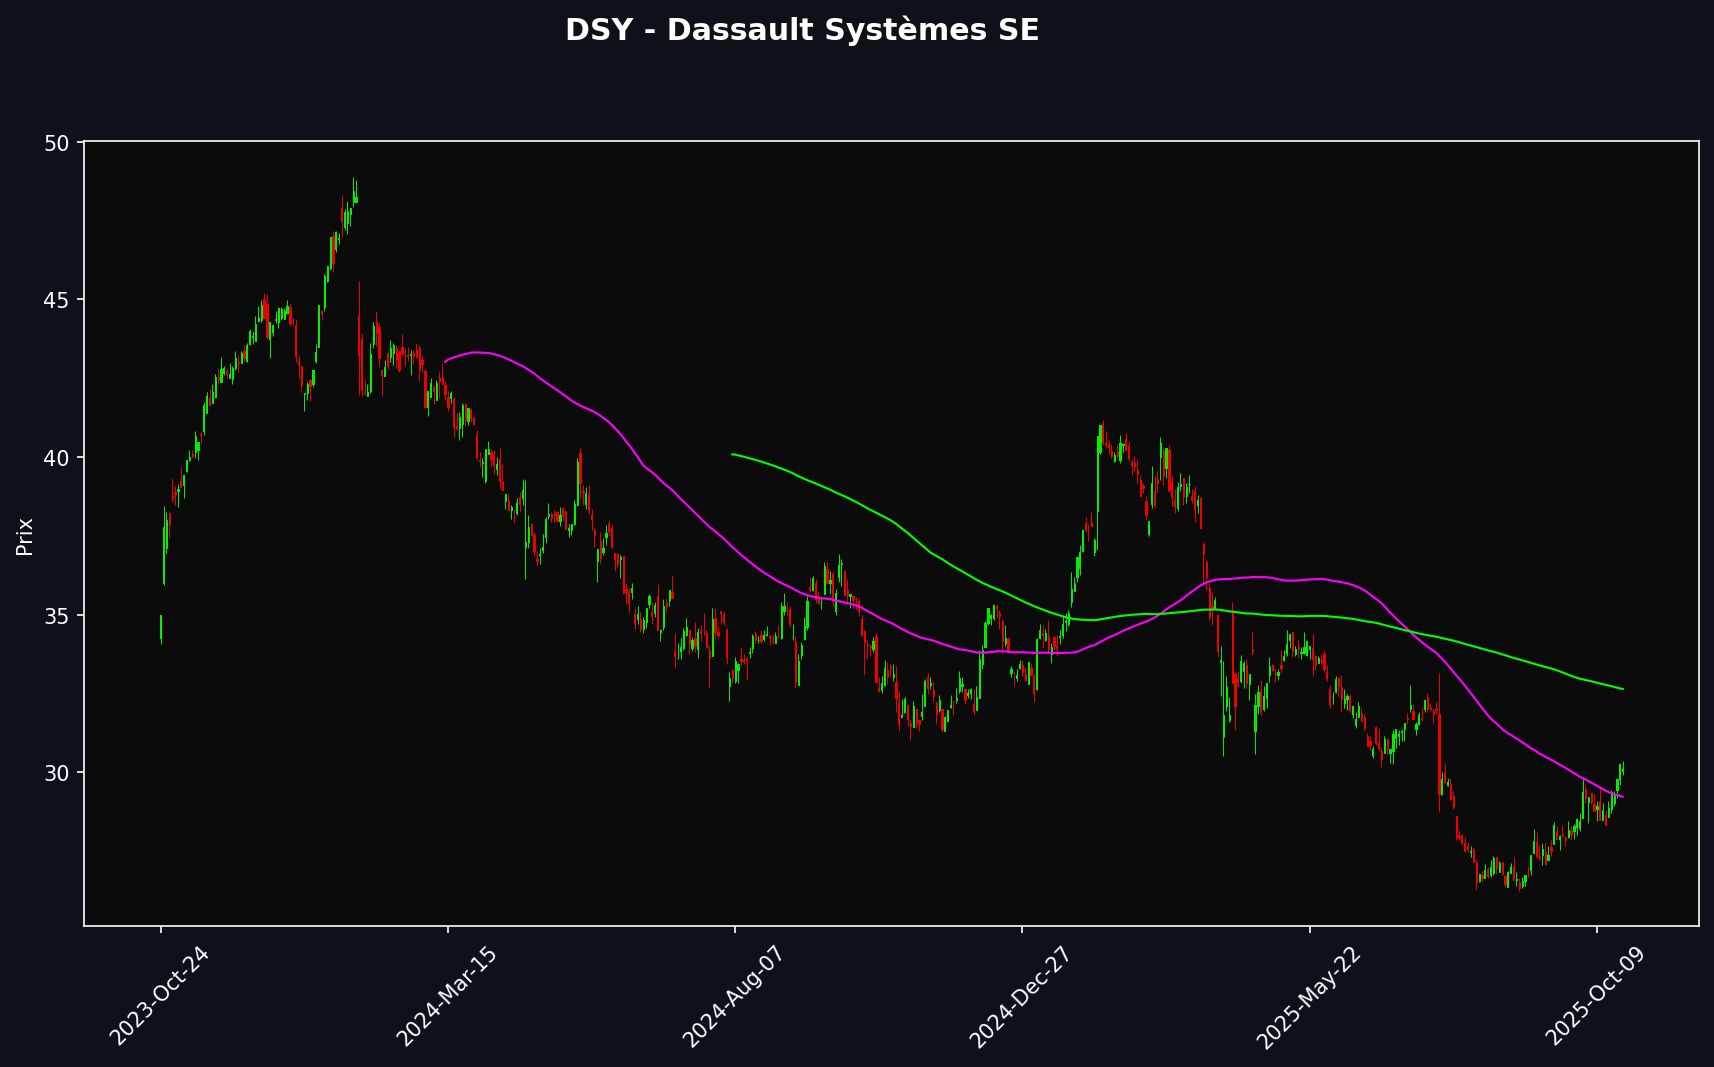 DSY - Dassault Systèmes SE
Prix
50
45
40
35
30
2023-Oct-24
2024-Mar-15
2024-Aug-07
2024-Dec-27
2025-May-22
2025-Oct-09